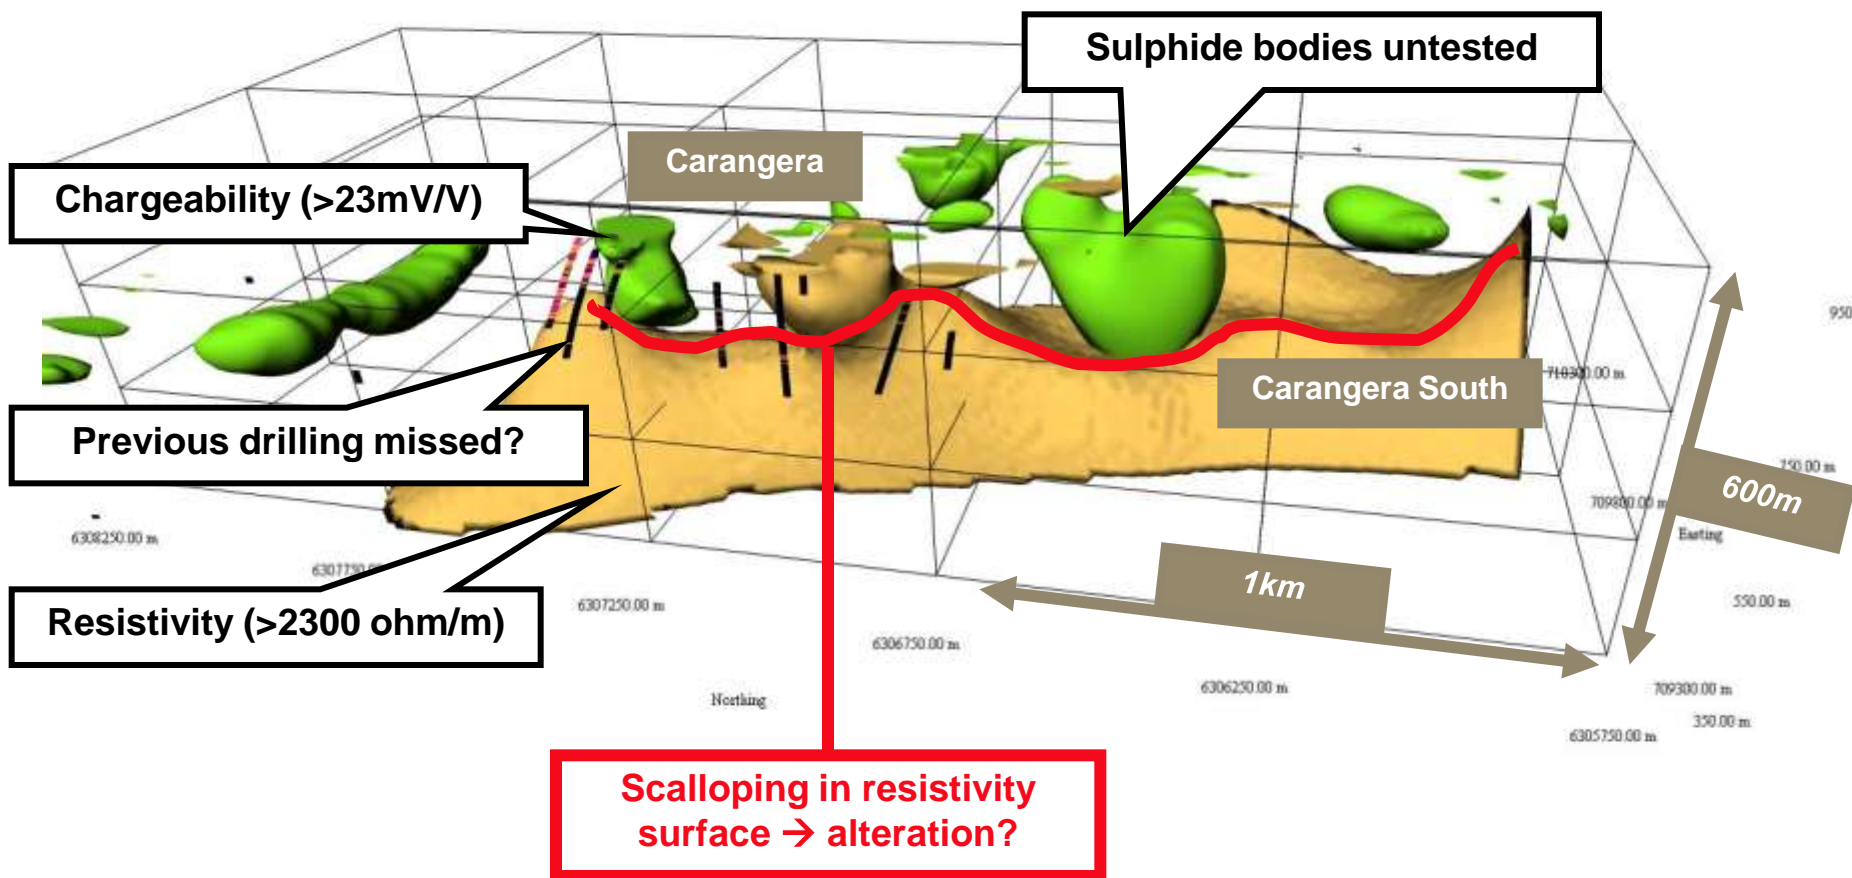 Sulphide bodies untested
Carangera
Chargeability (>23mV/V)
950
Carangera South
710300.00 m
Previous drilling missed?
750.00 m
600m
709800.00 m
Easting
6308250.00 m
1km
Resistivity (>2300 ohm/m)
6307250.00 m
550.00 m
6306750.00 m
6306250.00 m
709300.00 m
Northing
350.00 m
6305750.00 m
Scalloping in resistivity
surface → alteration?